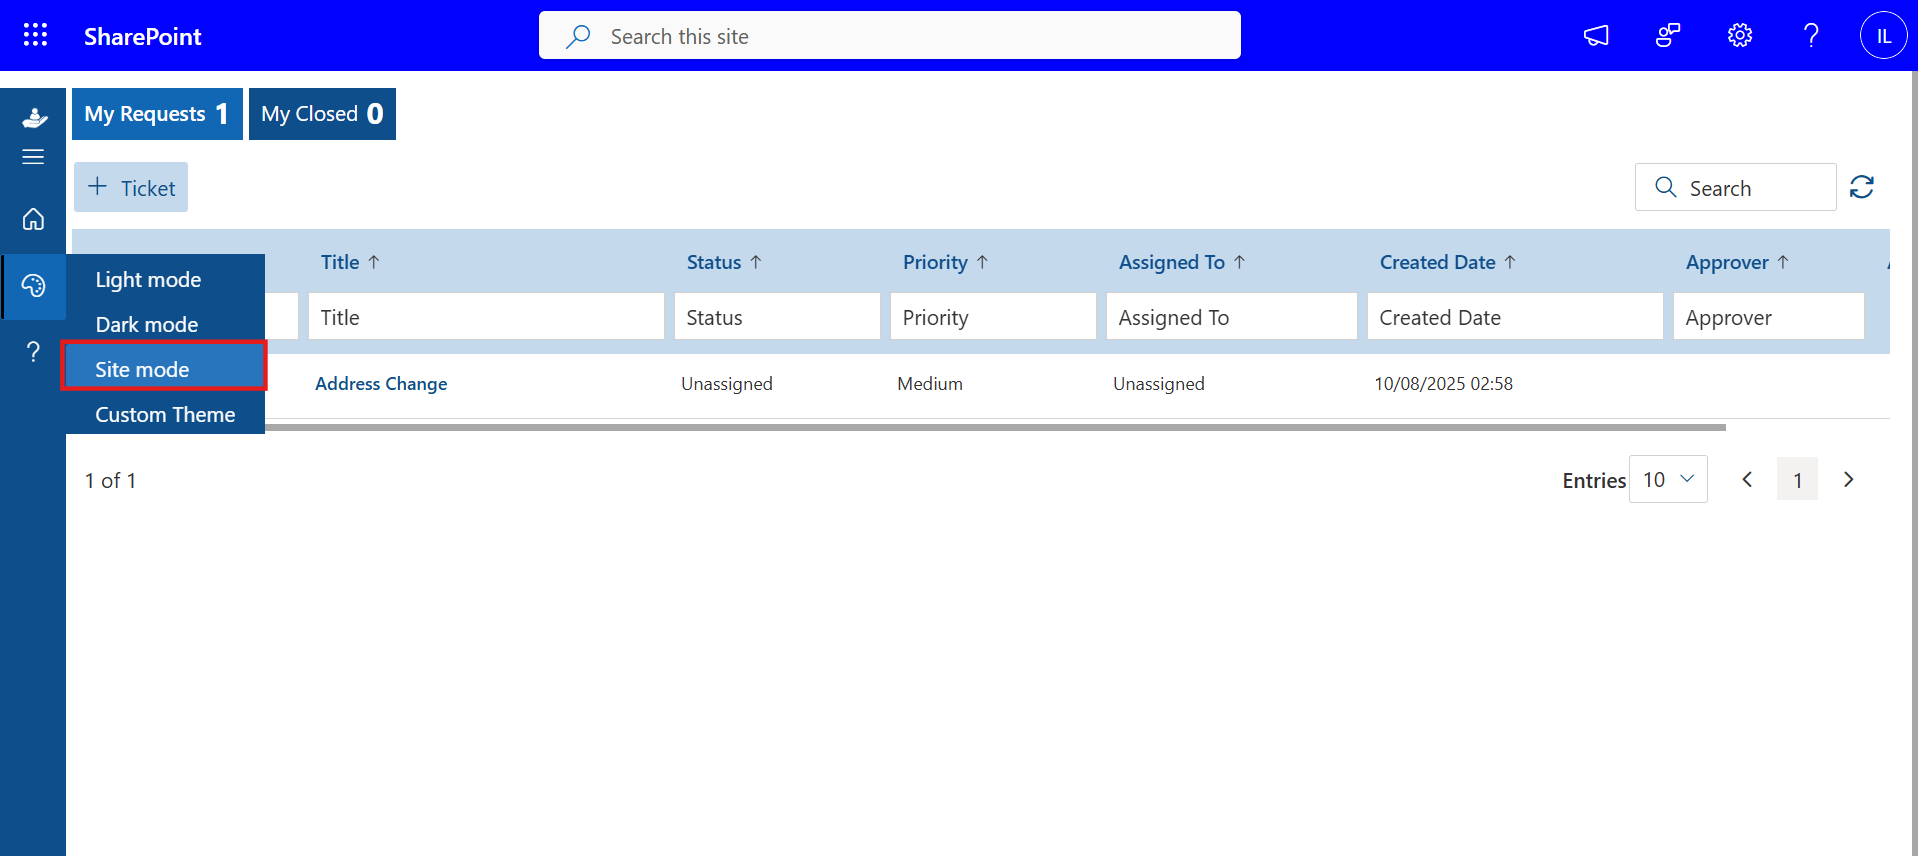 SharePoint
Search this site
IL
My Requests 1
My Closed 0
+ Ticket
Search
Title ↑ Status ↑ Priority ↑ Assigned To ↑ Created Date ↑ Approver ↑
Title Status Priority Assigned To Created Date Approver
Light mode
Dark mode
Site mode
Custom Theme
?
Address Change Unassigned Medium Unassigned 10/08/2025 02:58
1 of 1
Entries 10 1